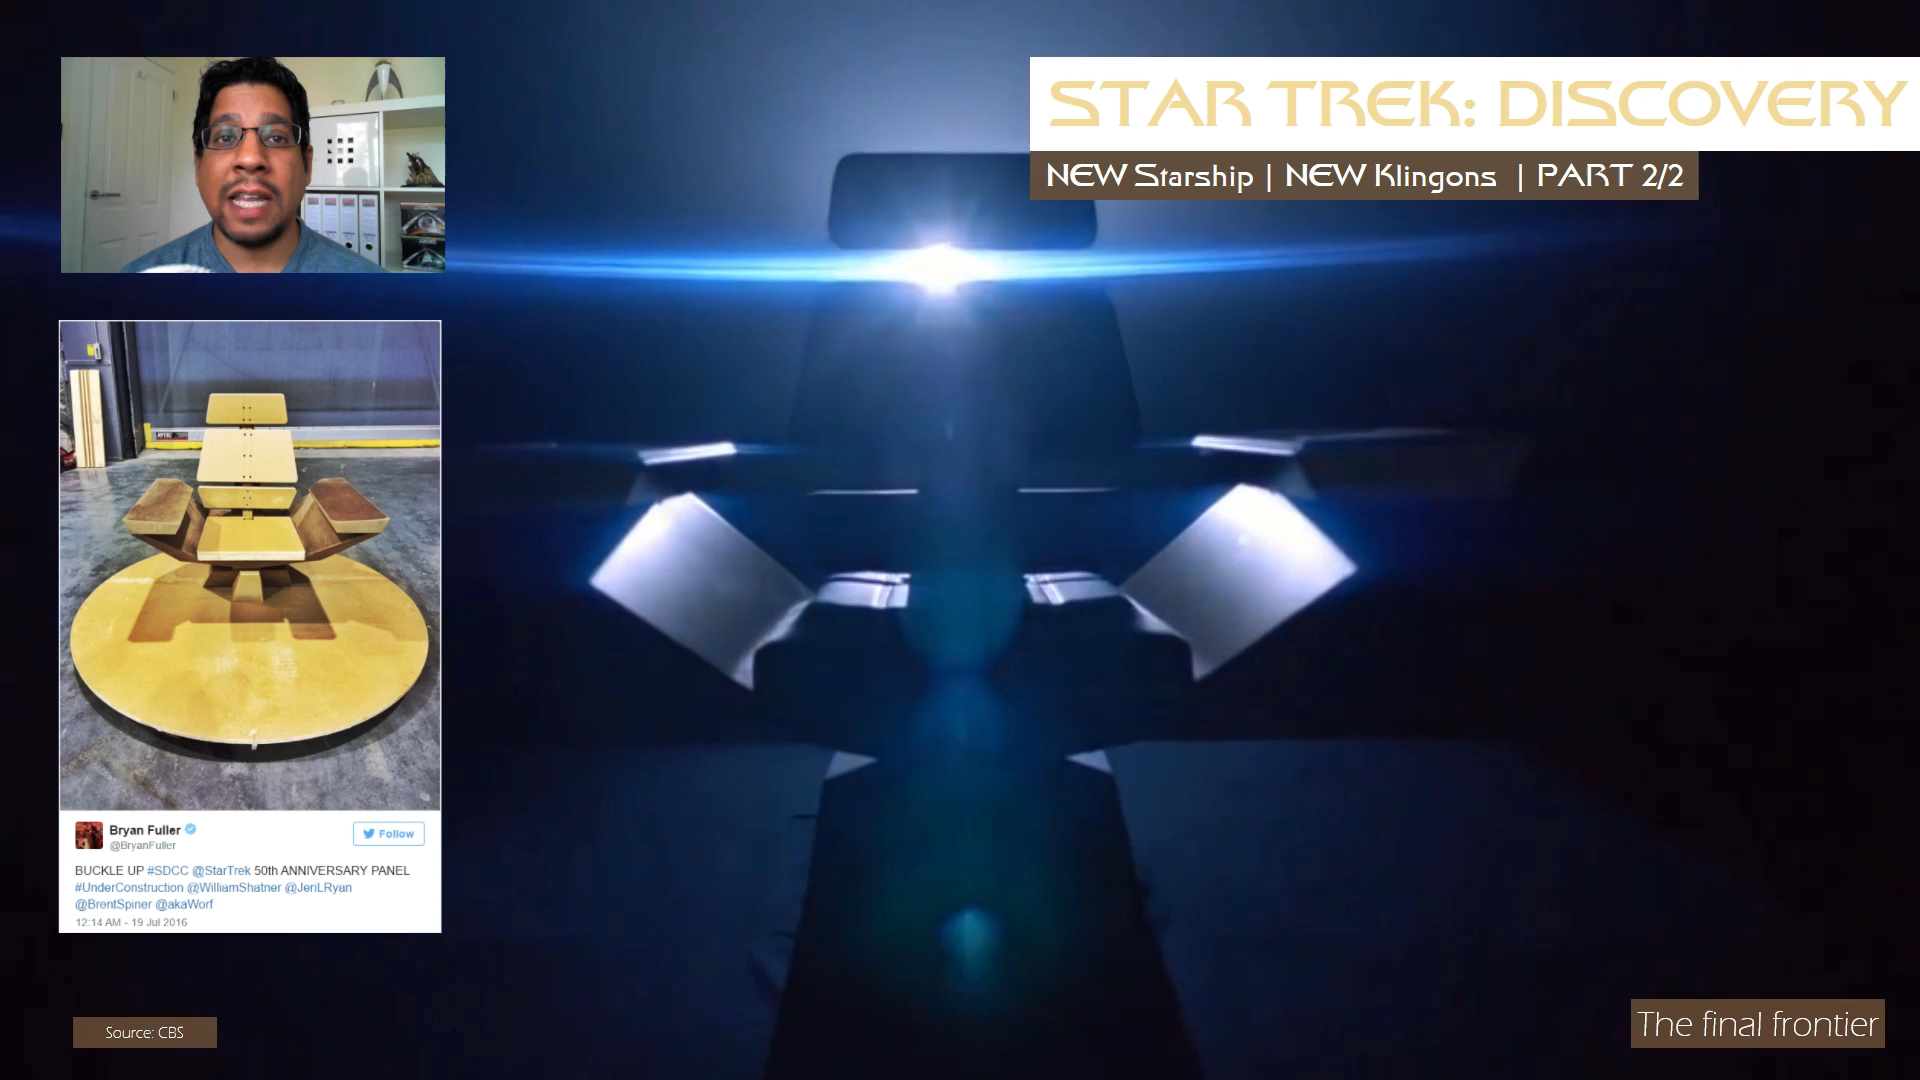 STAR TREK: DISCOVERY
NEW Starship | NEW Klingons | PART 2/2
Bryan Fuller
@BryanFuller
Follow
BUCKLE UP #SDCC @StarTrek 50th ANNIVERSARY PANEL
#UnderConstruction @WilliamShatner @JeriLRyan
@BrentSpiner @akaWorf
12:14 AM - 19 Jul 2016
Source: CBS
The final frontier